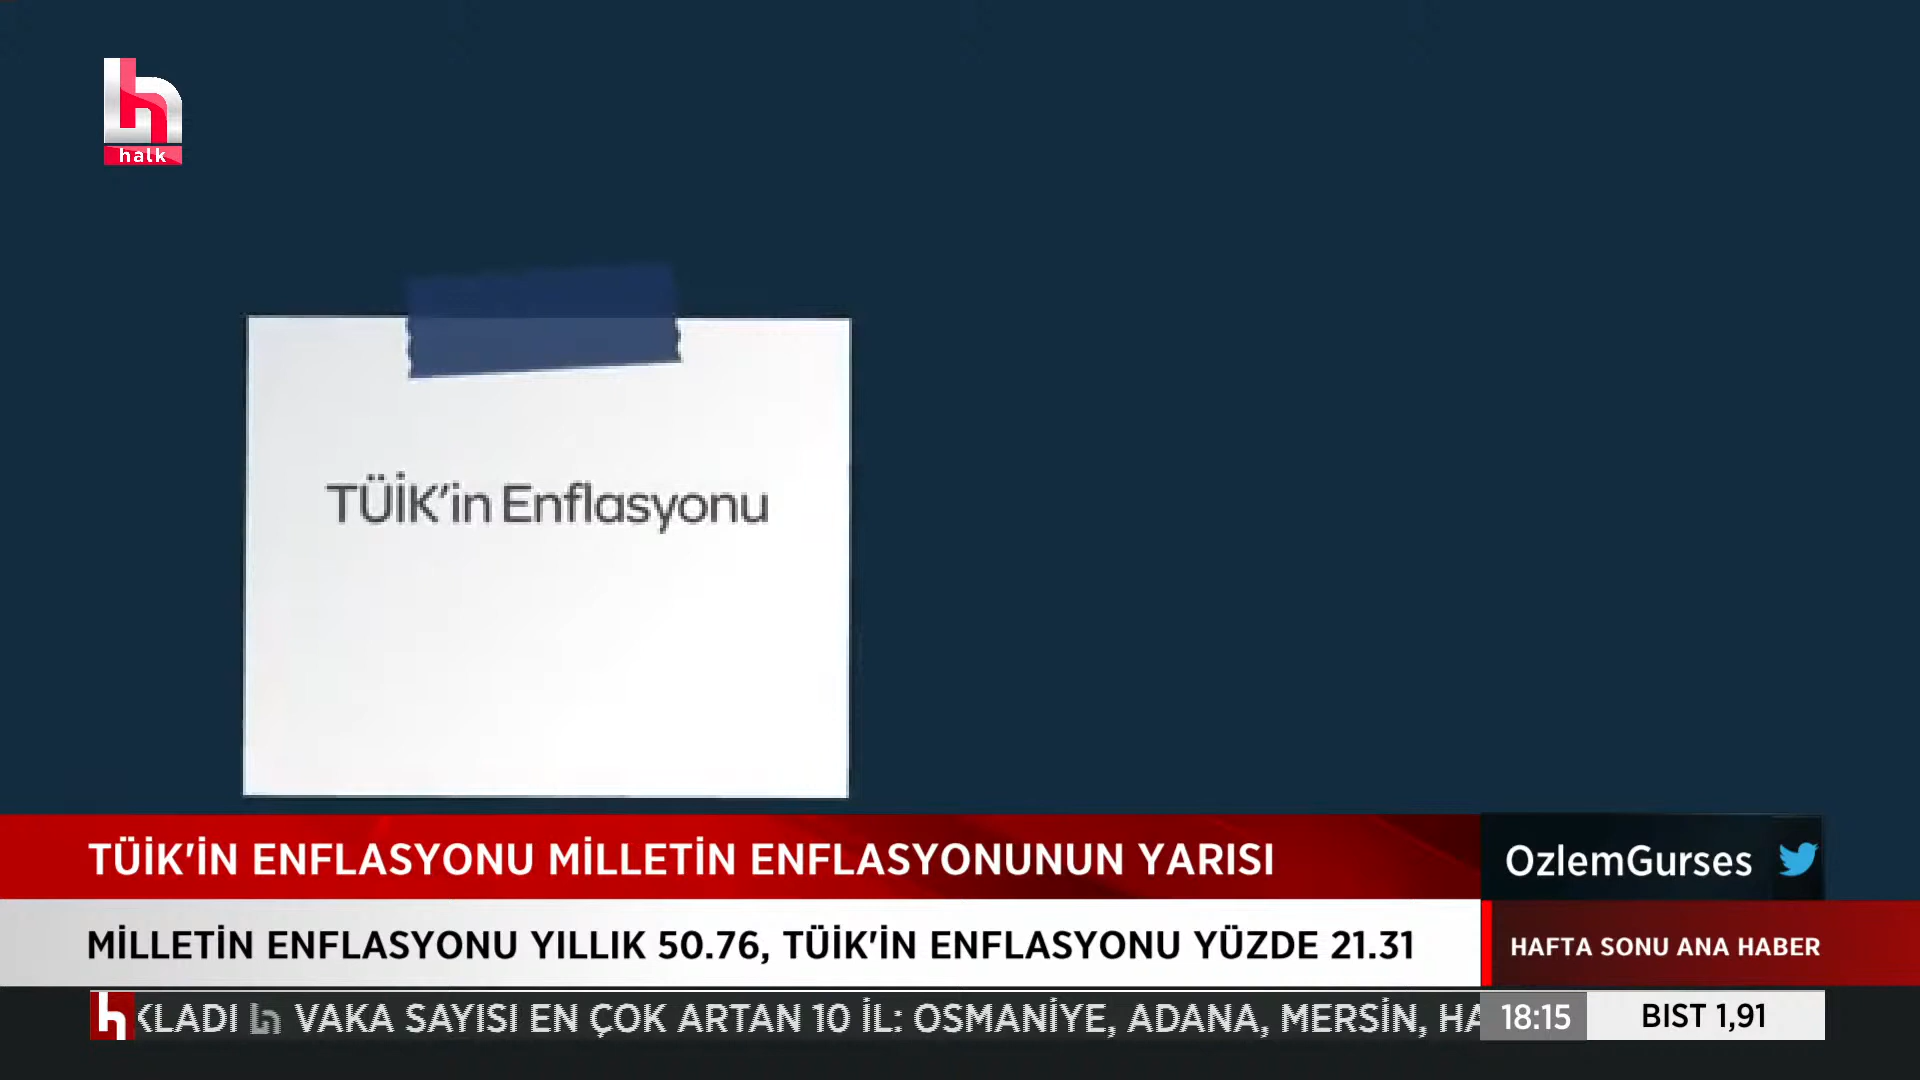 halk
TÜİK'in Enflasyonu
TÜİK'İN ENFLASYONU MİLLETİN ENFLASYONUNUN YARISI
OzlemGurses
MİLLETİN ENFLASYONU YILLIK 50.76, TÜİK'İN ENFLASYONU YÜZDE 21.31
HAFTA SONU ANA HABER
KLADI h VAKA SAYISI EN ÇOK ARTAN 10 İL: OSMANİYE, ADANA, MERSİN, HA
18:15
BIST 1,91